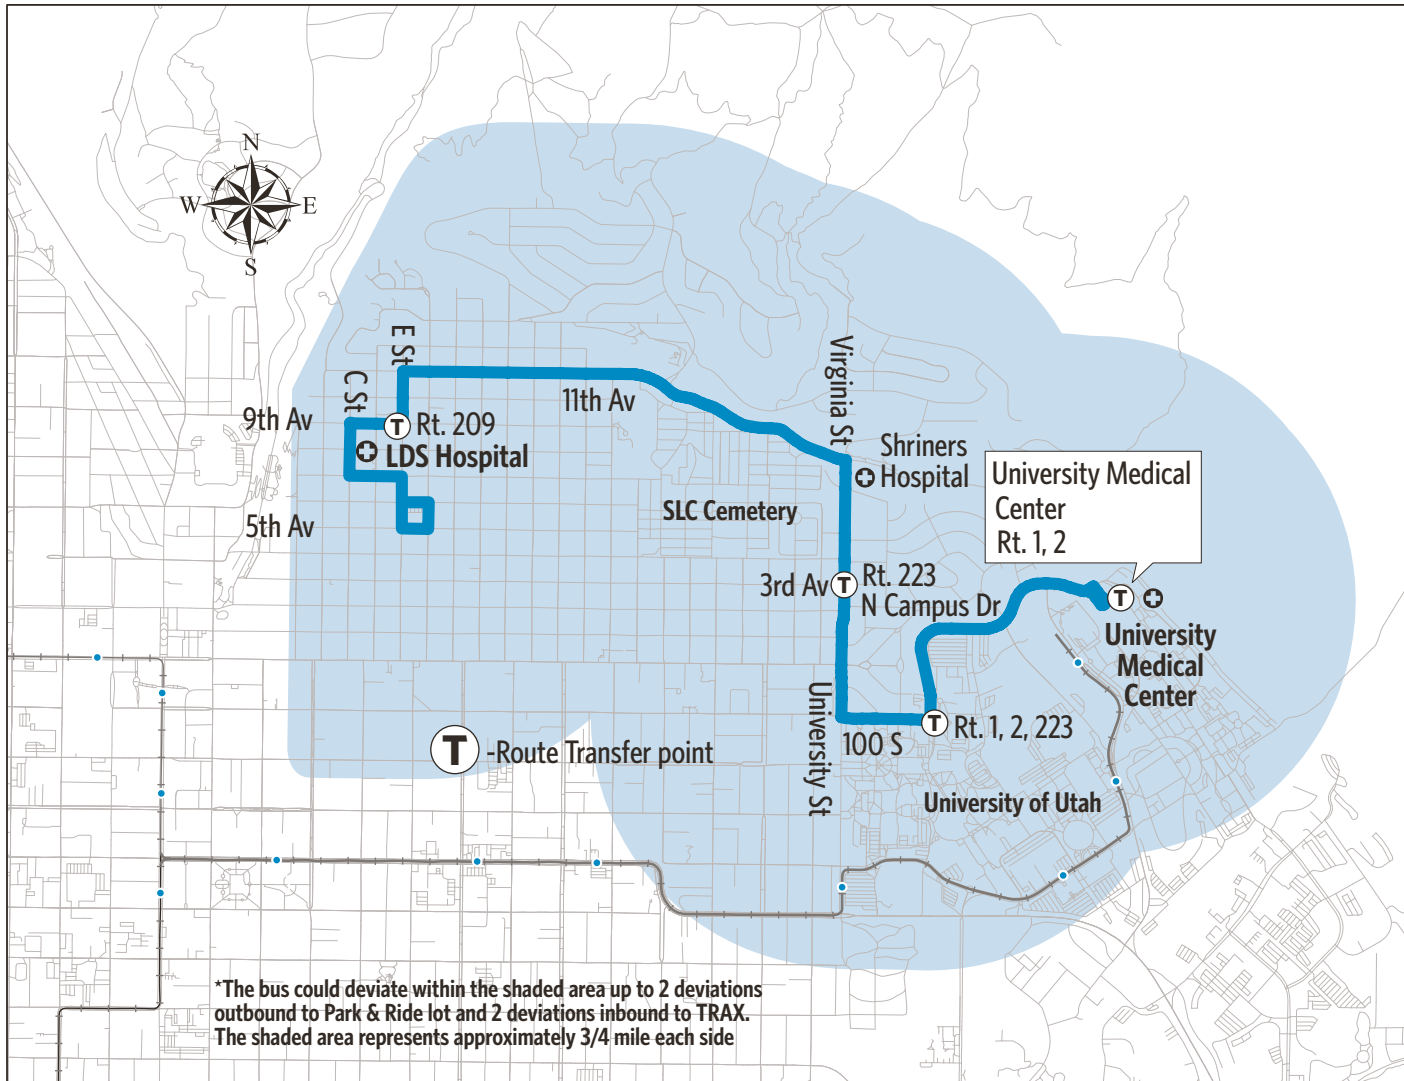 N
W
E
S
E St
C St
9th Av
T
Rt. 209
LDS Hospital
5th Av
11th Av
Virginia St
Shriners
Hospital
SLC Cemetery
University Medical
Center
Rt. 1, 2
3rd Av
T
Rt. 223
N Campus Dr
T
University
Medical
Center
University St
100 S
T
Rt. 1, 2, 223
T
-Route Transfer point
University of Utah
*The bus could deviate within the shaded area up to 2 deviations
outbound to Park & Ride lot and 2 deviations inbound to TRAX.
The shaded area represents approximately 3/4 mile each side